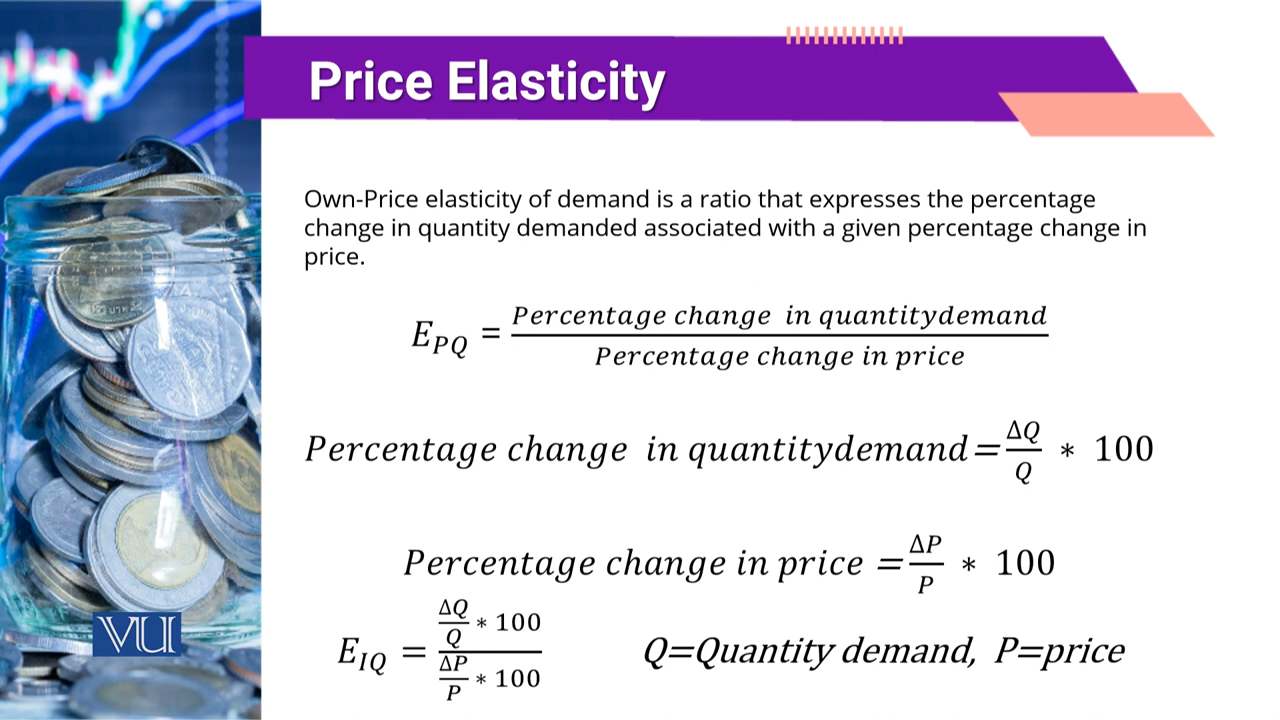 Price Elasticity
Own-Price elasticity of demand is a ratio that expresses the percentage
change in quantity demanded associated with a given percentage change in
price.
E_PQ = Percentage change in quantitydemand / Percentage change in price
Percentage change in quantitydemand = ΔQ/Q * 100
Percentage change in price = ΔP/P * 100
E_IQ = (ΔQ/Q * 100) / (ΔP/P * 100)
Q=Quantity demand, P=price
VU